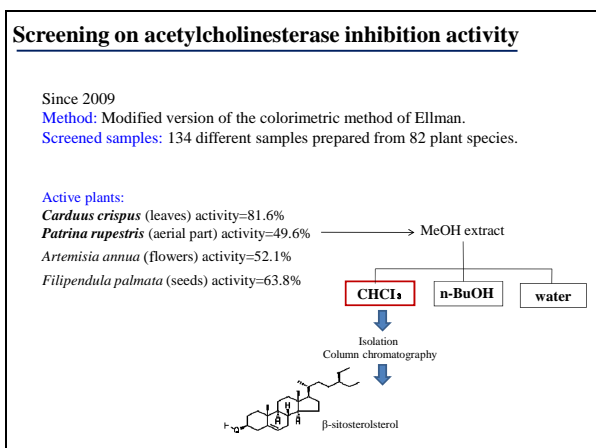 Screening on acetylcholinesterase inhibition activity
Since 2009
Method: Modified version of the colorimetric method of Ellman.
Screened samples: 134 different samples prepared from 82 plant species.
Active plants:
Carduus crispus (leaves) activity=81.6%
Patrina rupestris (aerial part) activity=49.6%
MeOH extract
Artemisia annua (flowers) activity=52.1%
Filipendula palmata (seeds) activity=63.8%
CHCl₃
n-BuOH
water
Isolation
Column chromatography
H H
H
β-sitosterolsterol